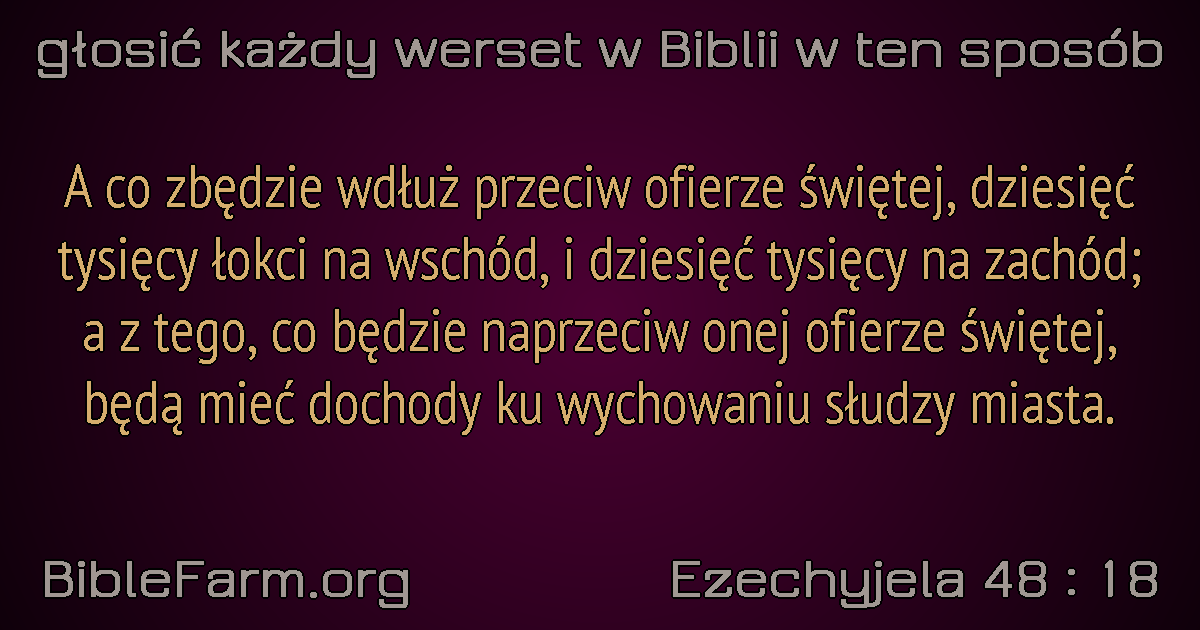 głosić każdy werset w Biblii w ten sposób
A co zbędzie wdłuż przeciw ofierze świętej, dziesięć
tysięcy łokci na wschód, i dziesięć tysięcy na zachód;
a z tego, co będzie naprzeciw onej ofierze świętej,
będą mieć dochody ku wychowaniu słudzy miasta.
BibleFarm.org
Ezechyjela 48 : 18